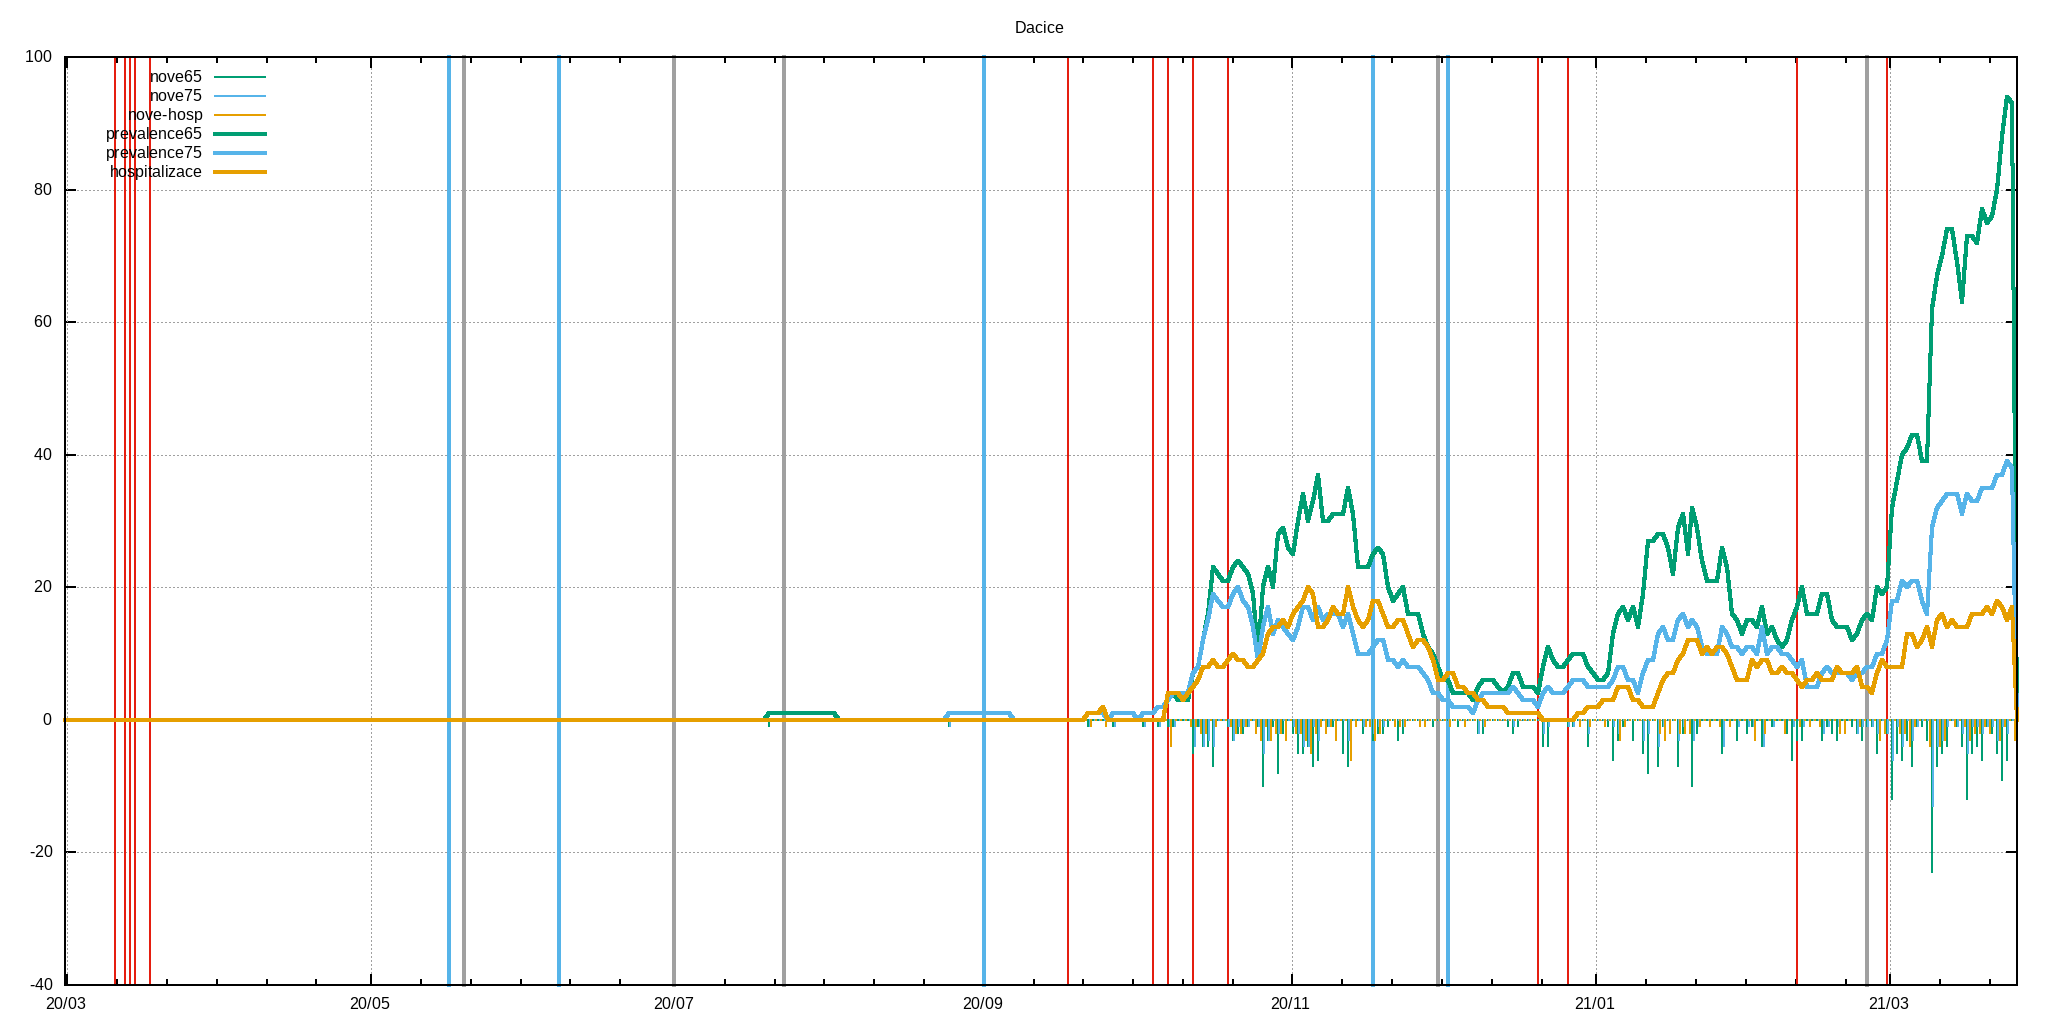 Dacice
100
nove65
nove75
nove-hosp
prevalence65
prevalence75
hospitalizace
80
60
40
20
0
-20
-40
20/03 20/05 20/07 20/09 20/11 21/01 21/03